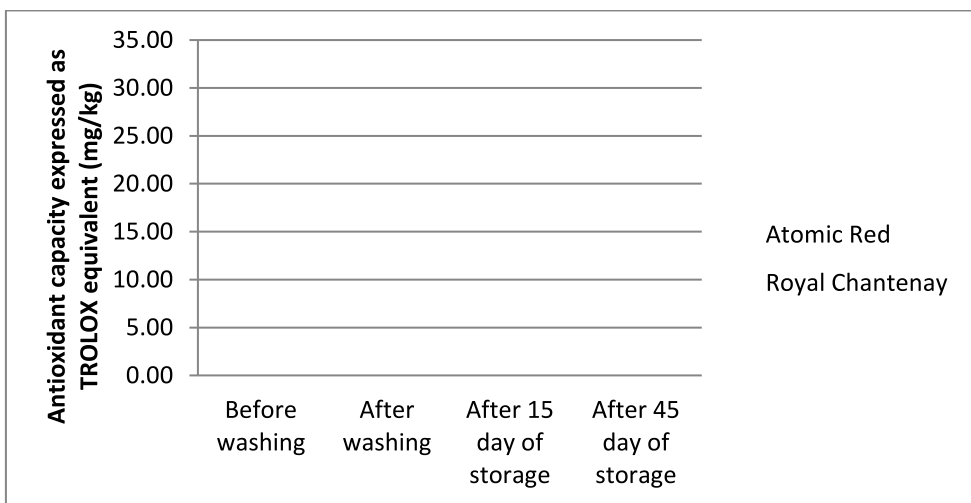 Antioxidant capacity expressed as
TROLOX equivalent (mg/kg)
35.00
30.00
25.00
20.00
15.00
10.00
5.00
0.00
Before
washing
After
washing
After 15
day of
storage
After 45
day of
storage
Atomic Red
Royal Chantenay